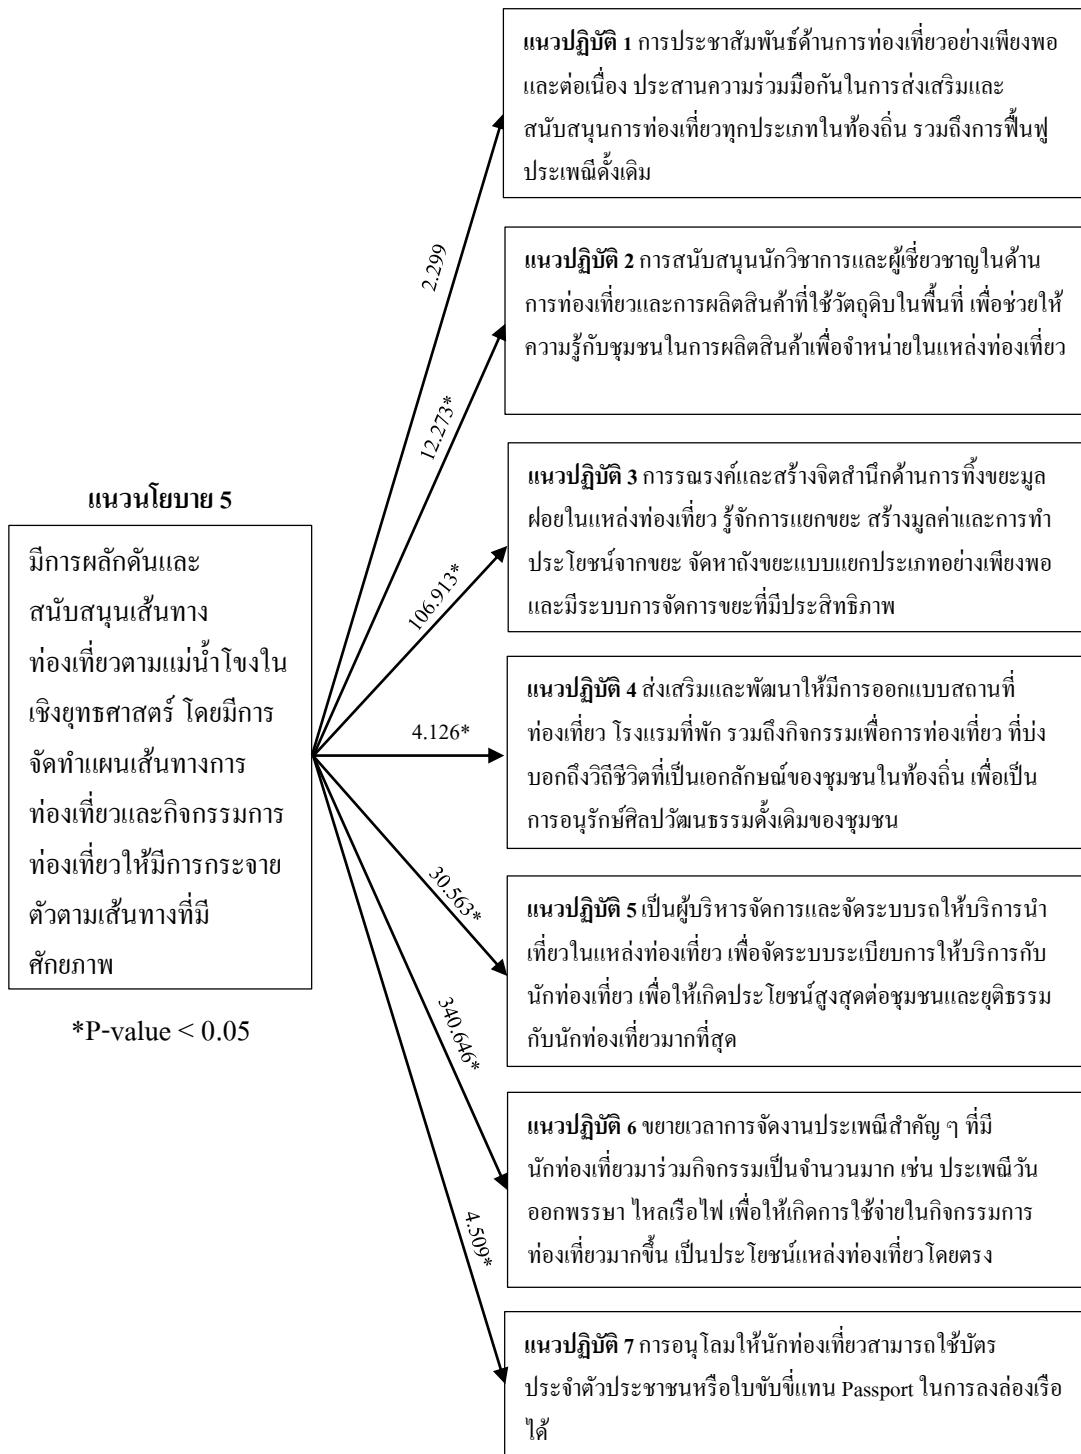 แนวนโยบาย 5
มีการผลักดันและ
สนับสนุนเส้นทาง
ท่องเที่ยวตามแม่น้ำโขงใน
เชิงยุทธศาสตร์ โดยมีการ
จัดทำแผนเส้นทางการ
ท่องเที่ยวและกิจกรรมการ
ท่องเที่ยวให้มีการกระจาย
ตัวตามเส้นทางที่มี
ศักยภาพ
*P-value < 0.05
2.299
12.273*
106.913*
4.126*
30.563*
340.646*
4.509*
แนวปฏิบัติ 1 การประชาสัมพันธ์ด้านการท่องเที่ยวอย่างเพียงพอ
และต่อเนื่อง ประสานความร่วมมือกันในการส่งเสริมและ
สนับสนุนการท่องเที่ยวทุกประเภทในท้องถิ่น รวมถึงการฟื้นฟู
ประเพณีดั้งเดิม
แนวปฏิบัติ 2 การสนับสนุนนักวิชาการและผู้เชี่ยวชาญในด้าน
การท่องเที่ยวและการผลิตสินค้าที่ใช้วัตถุดิบในพื้นที่ เพื่อช่วยให้
ความรู้กับชุมชนในการผลิตสินค้าเพื่อจำหน่ายในแหล่งท่องเที่ยว
แนวปฏิบัติ 3 การรณรงค์และสร้างจิตสำนึกด้านการทิ้งขยะมูล
ฝอยในแหล่งท่องเที่ยว รู้จักการแยกขยะ สร้างมูลค่าและการทำ
ประโยชน์จากขยะ จัดหาถังขยะแบบแยกประเภทอย่างเพียงพอ
และมีระบบการจัดการขยะที่มีประสิทธิภาพ
แนวปฏิบัติ 4 ส่งเสริมและพัฒนาให้มีการออกแบบสถานที่
ท่องเที่ยว โรงแรมที่พัก รวมถึงกิจกรรมเพื่อการท่องเที่ยว ที่บ่ง
บอกถึงวิถีชีวิตที่เป็นเอกลักษณ์ของชุมชนในท้องถิ่น เพื่อเป็น
การอนุรักษ์ศิลปวัฒนธรรมดั้งเดิมของชุมชน
แนวปฏิบัติ 5 เป็นผู้บริหารจัดการและจัดระบบรถให้บริการนำ
เที่ยวในแหล่งท่องเที่ยว เพื่อจัดระบบระเบียบการให้บริการกับ
นักท่องเที่ยว เพื่อให้เกิดประโยชน์สูงสุดต่อชุมชนและยุติธรรม
กับนักท่องเที่ยวมากที่สุด
แนวปฏิบัติ 6 ขยายเวลาการจัดงานประเพณีสำคัญ ๆ ที่มี
นักท่องเที่ยวมาร่วมกิจกรรมเป็นจำนวนมาก เช่น ประเพณีวัน
ออกพรรษา ไหลเรือไฟ เพื่อให้เกิดการใช้จ่ายในกิจกรรมการ
ท่องเที่ยวมากขึ้น เป็นประโยชน์แหล่งท่องเที่ยวโดยตรง
แนวปฏิบัติ 7 การอนุโลมให้นักท่องเที่ยวสามารถใช้บัตร
ประจำตัวประชาชนหรือใบขับขี่แทน Passport ในการลงล่องเรือ
ได้